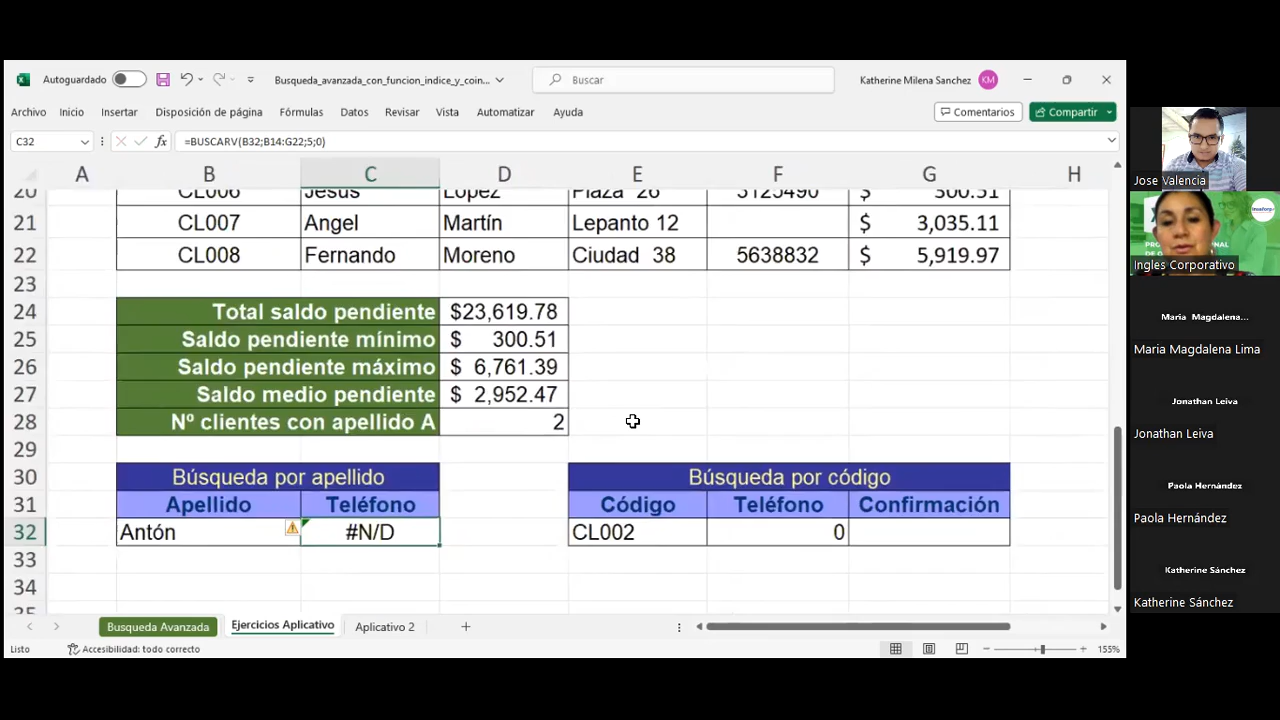 Autoguardado
Busqueda_avanzada_con_funcion_indice_y_coin...
Buscar
Katherine Milena Sanchez
KM
Archivo Inicio Insertar Disposición de página Fórmulas Datos Revisar Vista Automatizar Ayuda
Comentarios
Compartir
C32
fx
=BUSCARV(B32;B14:G22;5;0)
A B C D E F G H
20 CL006 Jesús López Plaza 26 3125490 $ 300.51
21 CL007 Angel Martín Lepanto 12 $ 3,035.11
22 CL008 Fernando Moreno Ciudad 38 5638832 $ 5,919.97
23
24 Total saldo pendiente $23,619.78
25 Saldo pendiente mínimo $ 300.51
26 Saldo pendiente máximo $ 6,761.39
27 Saldo medio pendiente $ 2,952.47
28 Nº clientes con apellido A 2
29
30 Búsqueda por apellido Búsqueda por código
31 Apellido Teléfono Código Teléfono Confirmación
32 Antón #N/D CL002 0
33
34
35
Busqueda Avanzada Ejercicios Aplicativo Aplicativo 2
Listo
Accesibilidad: todo correcto
155%
Jose Valencia
Ingles Corporativo
Maria Magdalena...
Maria Magdalena Lima
Jonathan Leiva
Jonathan Leiva
Paola Hernández
Paola Hernández
Katherine Sánchez
Katherine Sánchez